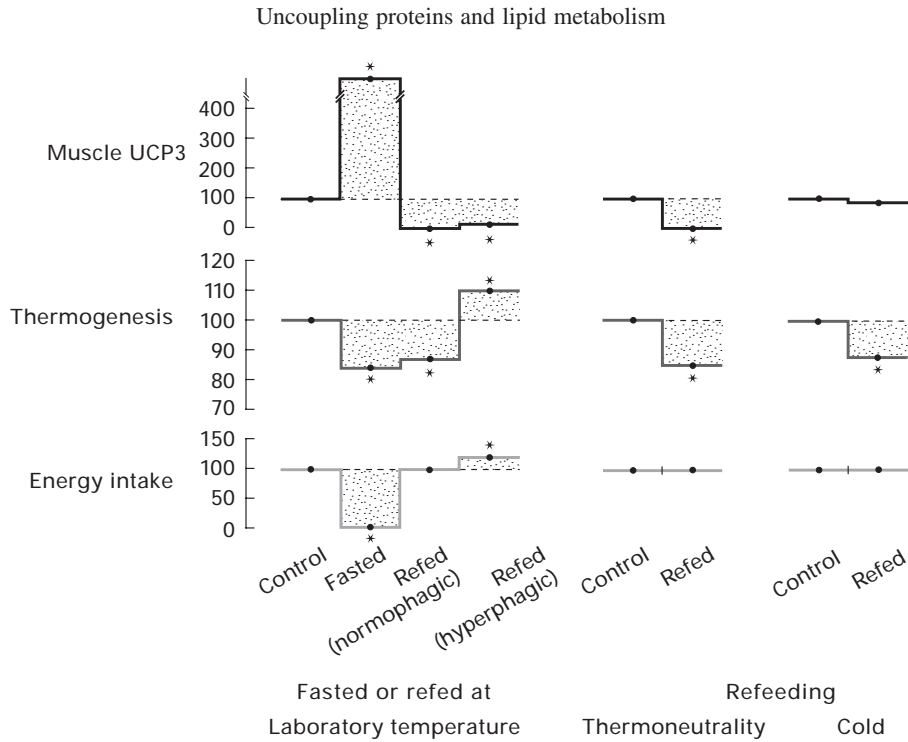 Uncoupling proteins and lipid metabolism
Muscle UCP3
400
300
200
100
0
Thermogenesis
120
110
100
90
80
70
Energy intake
150
100
50
0
Control
Fasted
Refed
(normophagic)
Refed
(hyperphagic)
Control
Refed
Control
Refed
Fasted or refed at
Laboratory temperature
Refeeding
Thermoneutrality
Cold